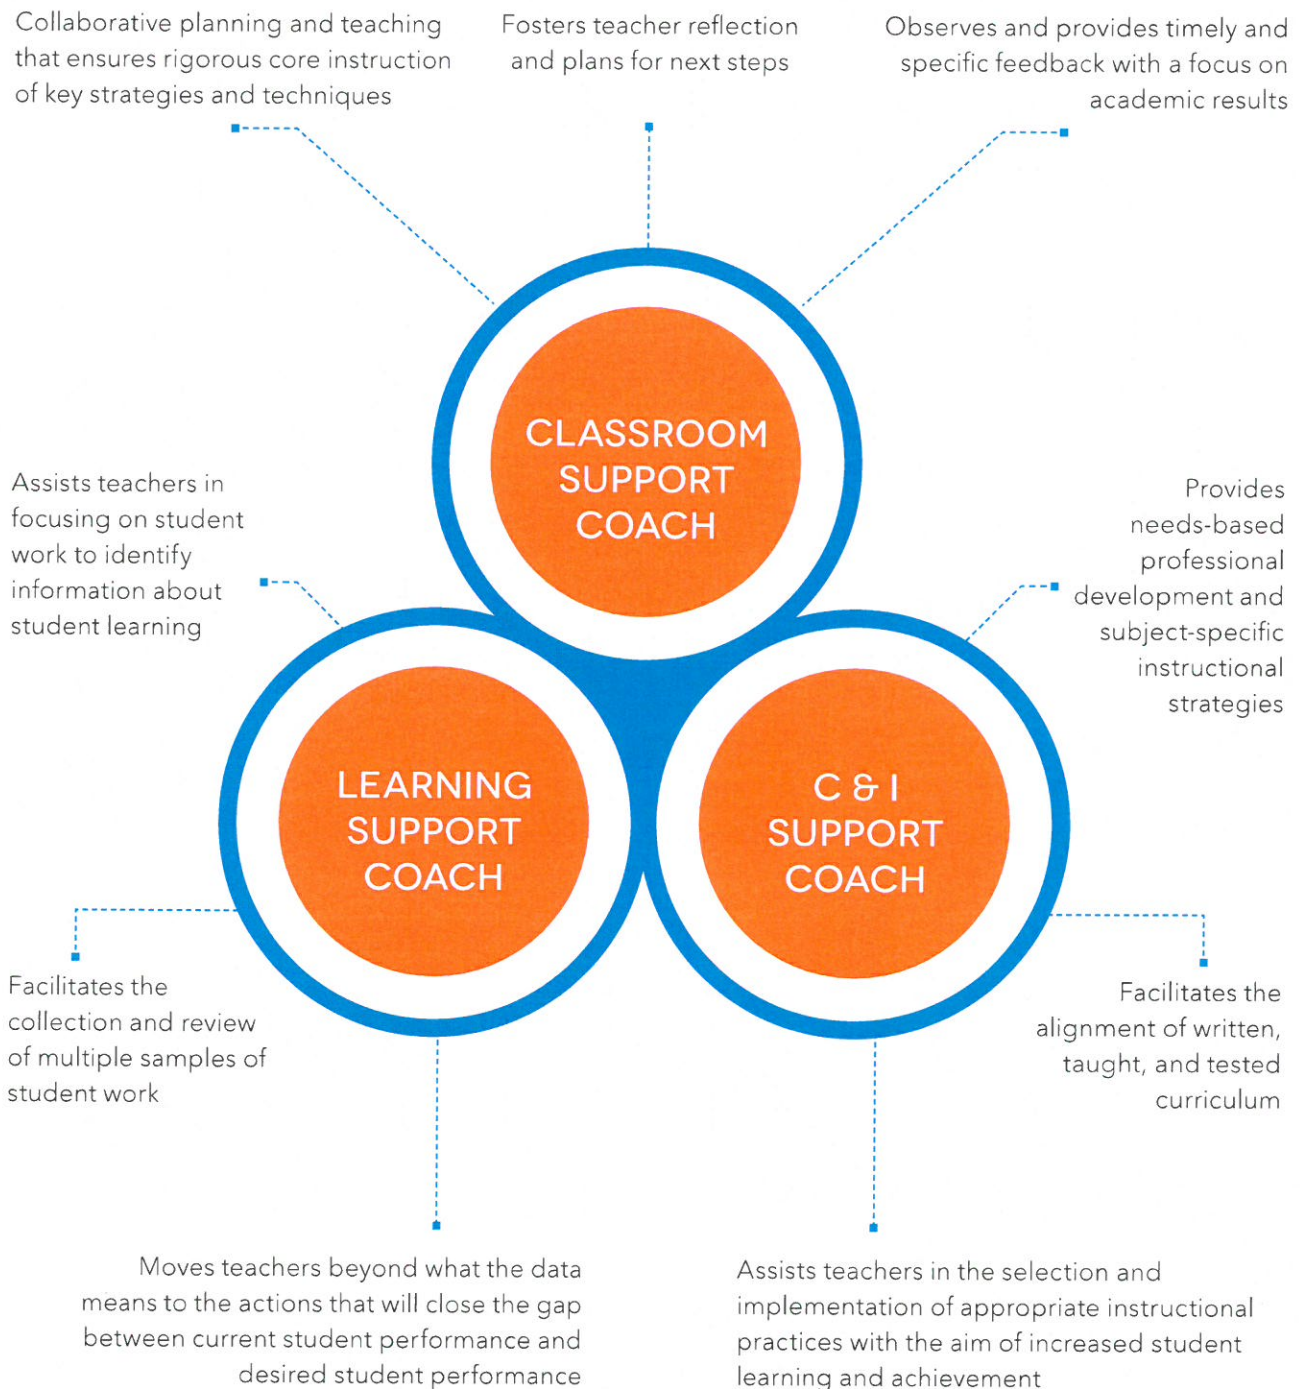 Collaborative planning and teaching
that ensures rigorous core instruction
of key strategies and techniques
Fosters teacher reflection
and plans for next steps
Observes and provides timely and
specific feedback with a focus on
academic results
CLASSROOM
SUPPORT
COACH
Assists teachers in
focusing on student
work to identify
information about
student learning
Provides
needs-based
professional
development and
subject-specific
instructional
strategies
LEARNING
SUPPORT
COACH
C & I
SUPPORT
COACH
Facilitates the
collection and review
of multiple samples of
student work
Facilitates the
alignment of written,
taught, and tested
curriculum
Moves teachers beyond what the data
means to the actions that will close the gap
between current student performance and
desired student performance
Assists teachers in the selection and
implementation of appropriate instructional
practices with the aim of increased student
learning and achievement